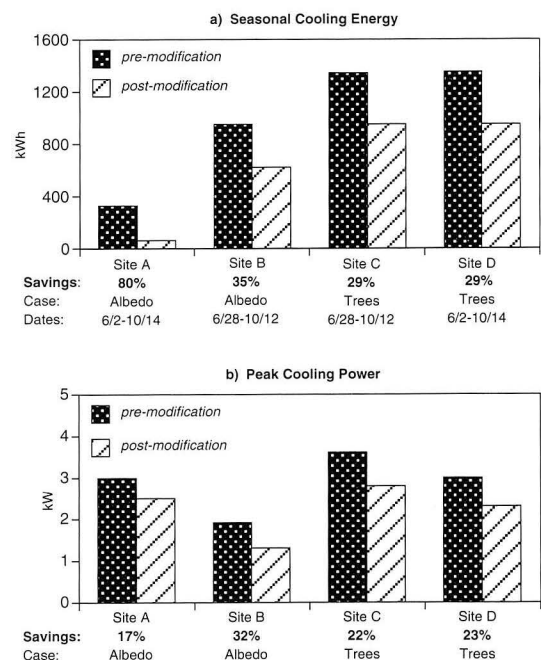 a) Seasonal Cooling Energy
1600
pre-modification
1200
post-modification
kWh
800
400
0
Site A Site B Site C Site D
Savings: 80% 35% 29% 29%
Case: Albedo Albedo Trees Trees
Dates: 6/2-10/14 6/28-10/12 6/28-10/12 6/2-10/14
b) Peak Cooling Power
5
pre-modification
4
post-modification
3
kW
2
1
0
Site A Site B Site C Site D
Savings: 17% 32% 22% 23%
Case: Albedo Albedo Trees Trees